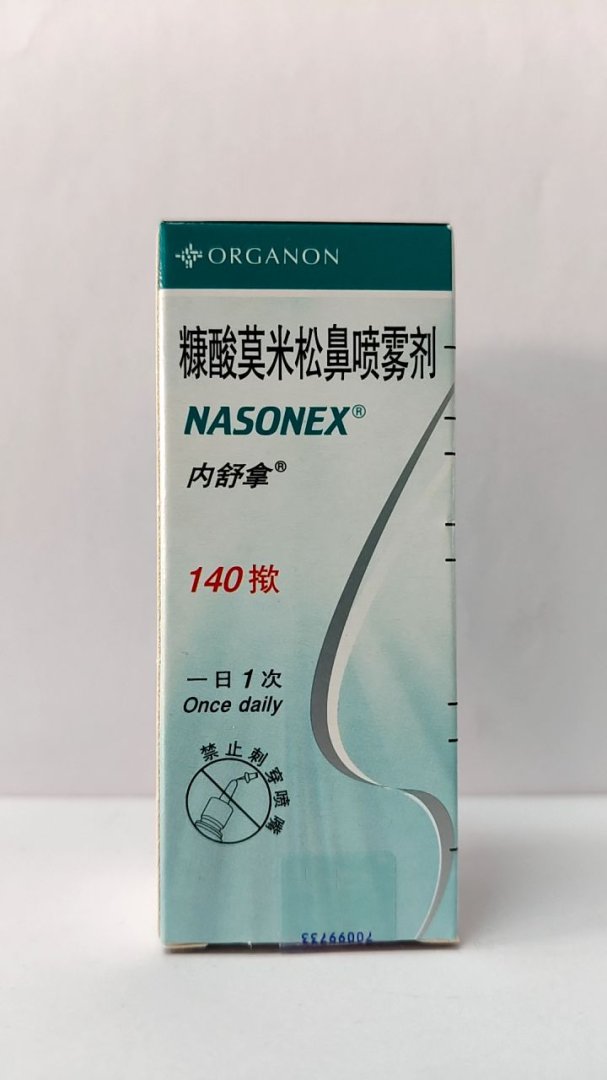 ORGANON
糠酸莫米松鼻喷雾剂
NASONEX®
内舒拿®
140揿
一日1次
Once daily
禁止刺穿喷嘴
70099733